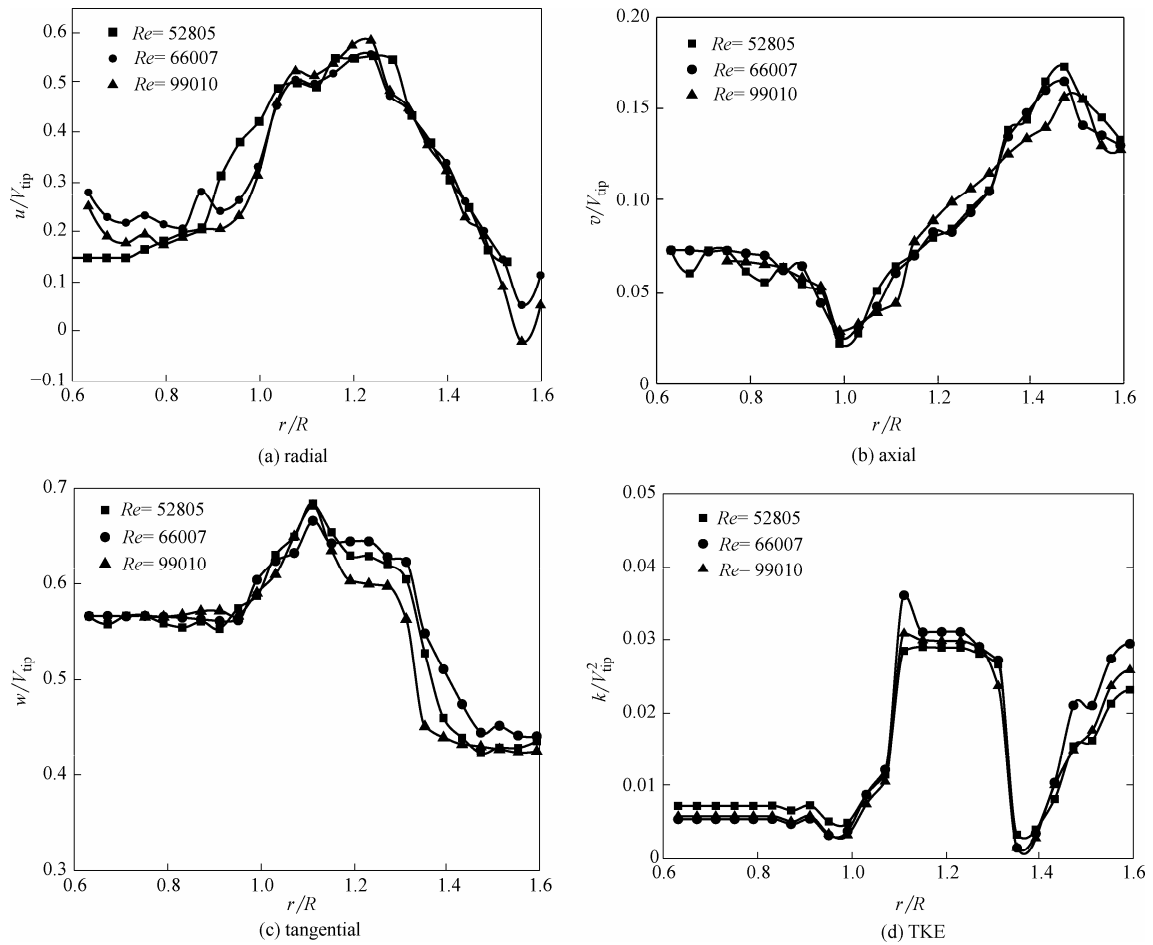 0.6
0.5
0.4
0.3
0.2
0.1
0
−0.1
u/Vtip
Re= 52805
Re= 66007
Re= 99010
0.6 0.8 1.0 1.2 1.4 1.6
r/R
(a) radial
0.20
0.15
0.10
0.05
0
v/Vtip
Re= 52805
Re= 66007
Re= 99010
0.6 0.8 1.0 1.2 1.4 1.6
r/R
(b) axial
0.7
0.6
0.5
0.4
0.3
w/Vtip
Re= 52805
Re= 66007
Re= 99010
0.6 0.8 1.0 1.2 1.4 1.6
r/R
(c) tangential
0.05
0.04
0.03
0.02
0.01
0
k/V²tip
Re= 52805
Re= 66007
Re− 99010
0.6 0.8 1.0 1.2 1.4 1.6
r/R
(d) TKE